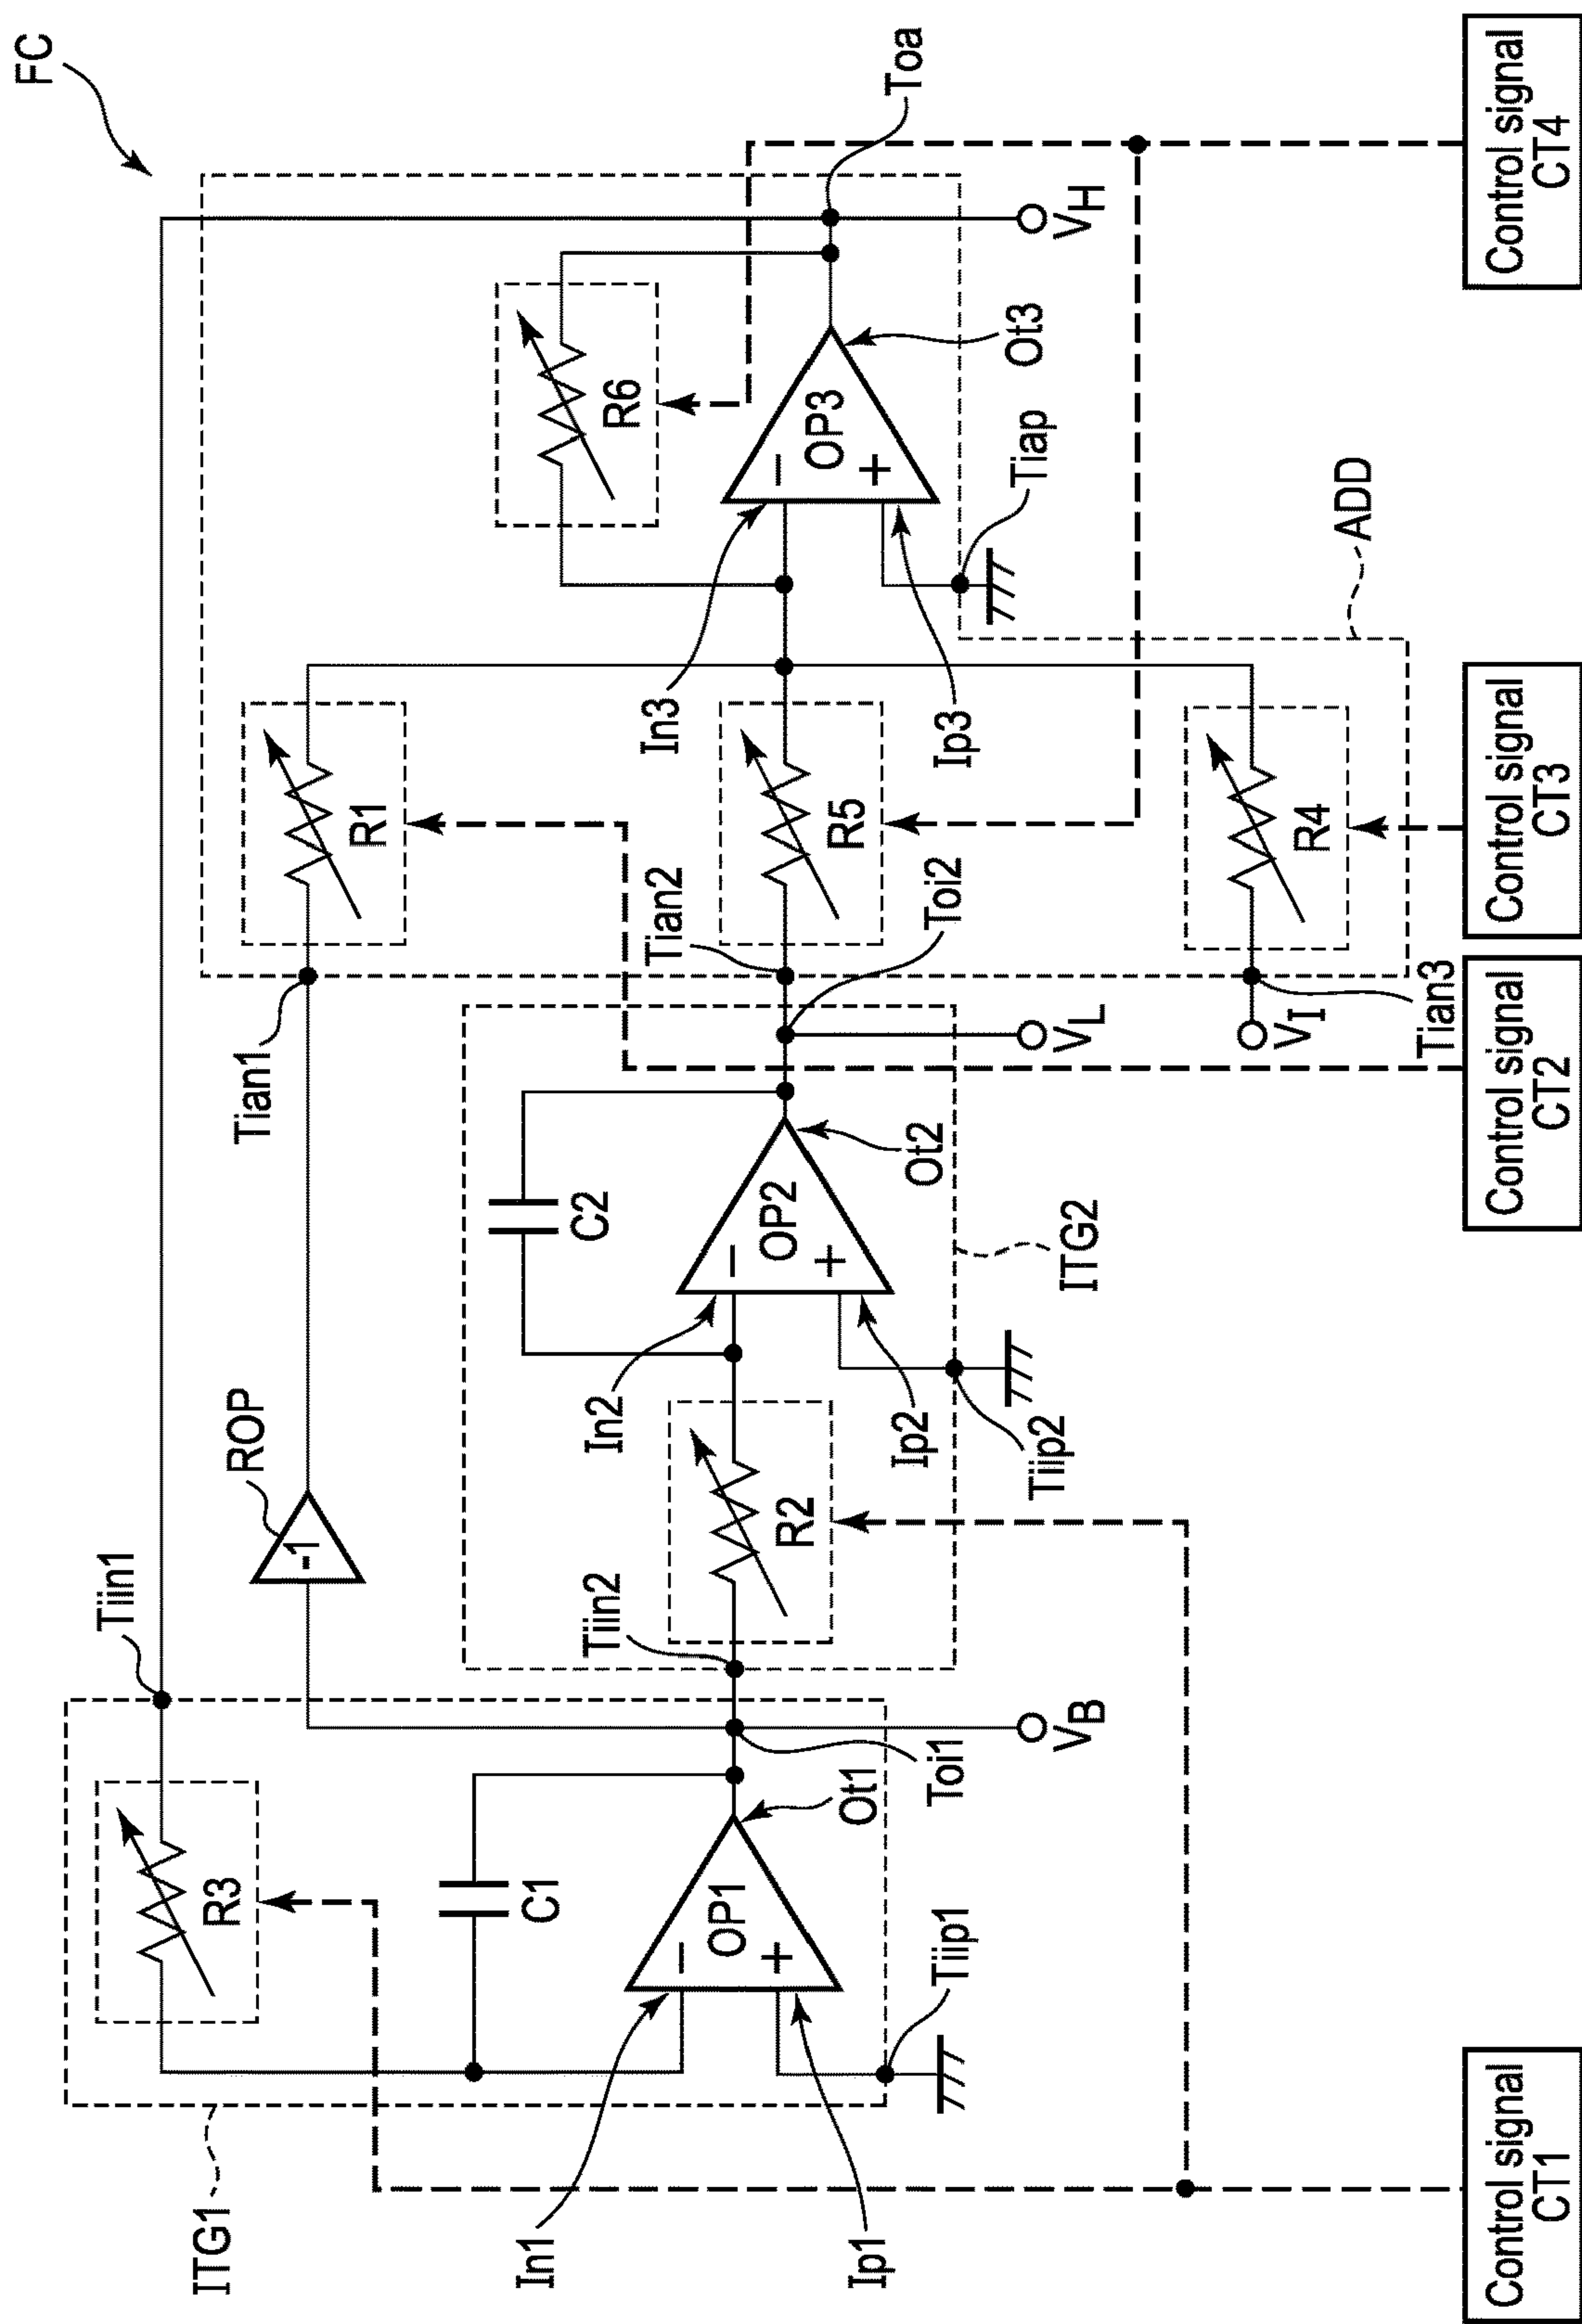 FC
Tiin1
ROP
Tian1
R3
R1
R6
C1
C2
ITG1
In1
OP1
−
+
Ot1
Tiin2
R2
In2
OP2
−
+
Ot2
Tian2
R5
In3
OP3
−
+
Ot3
Toa
-1
Ip1
Tiip1
Toi1
VB
Ip2
Tiip2
ITG2
VL
Toi2
Ip3
Tiap
VH
VI
Tian3
R4
ADD
Control signal
CT1
Control signal
CT2
Control signal
CT3
Control signal
CT4